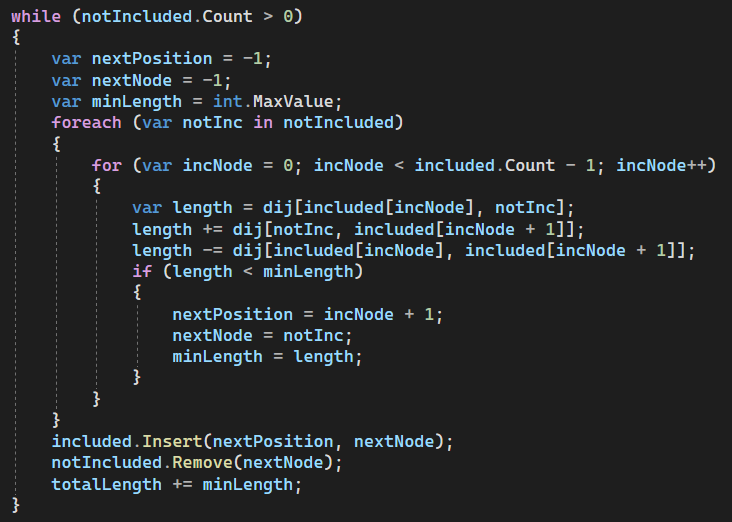 while (notIncluded.Count > 0)
{
    var nextPosition = -1;
    var nextNode = -1;
    var minLength = int.MaxValue;
    foreach (var notInc in notIncluded)
    {
        for (var incNode = 0; incNode < included.Count - 1; incNode++)
        {
            var length = dij[included[incNode], notInc];
            length += dij[notInc, included[incNode + 1]];
            length -= dij[included[incNode], included[incNode + 1]];
            if (length < minLength)
            {
                nextPosition = incNode + 1;
                nextNode = notInc;
                minLength = length;
            }
        }
    }
    included.Insert(nextPosition, nextNode);
    notIncluded.Remove(nextNode);
    totalLength += minLength;
}